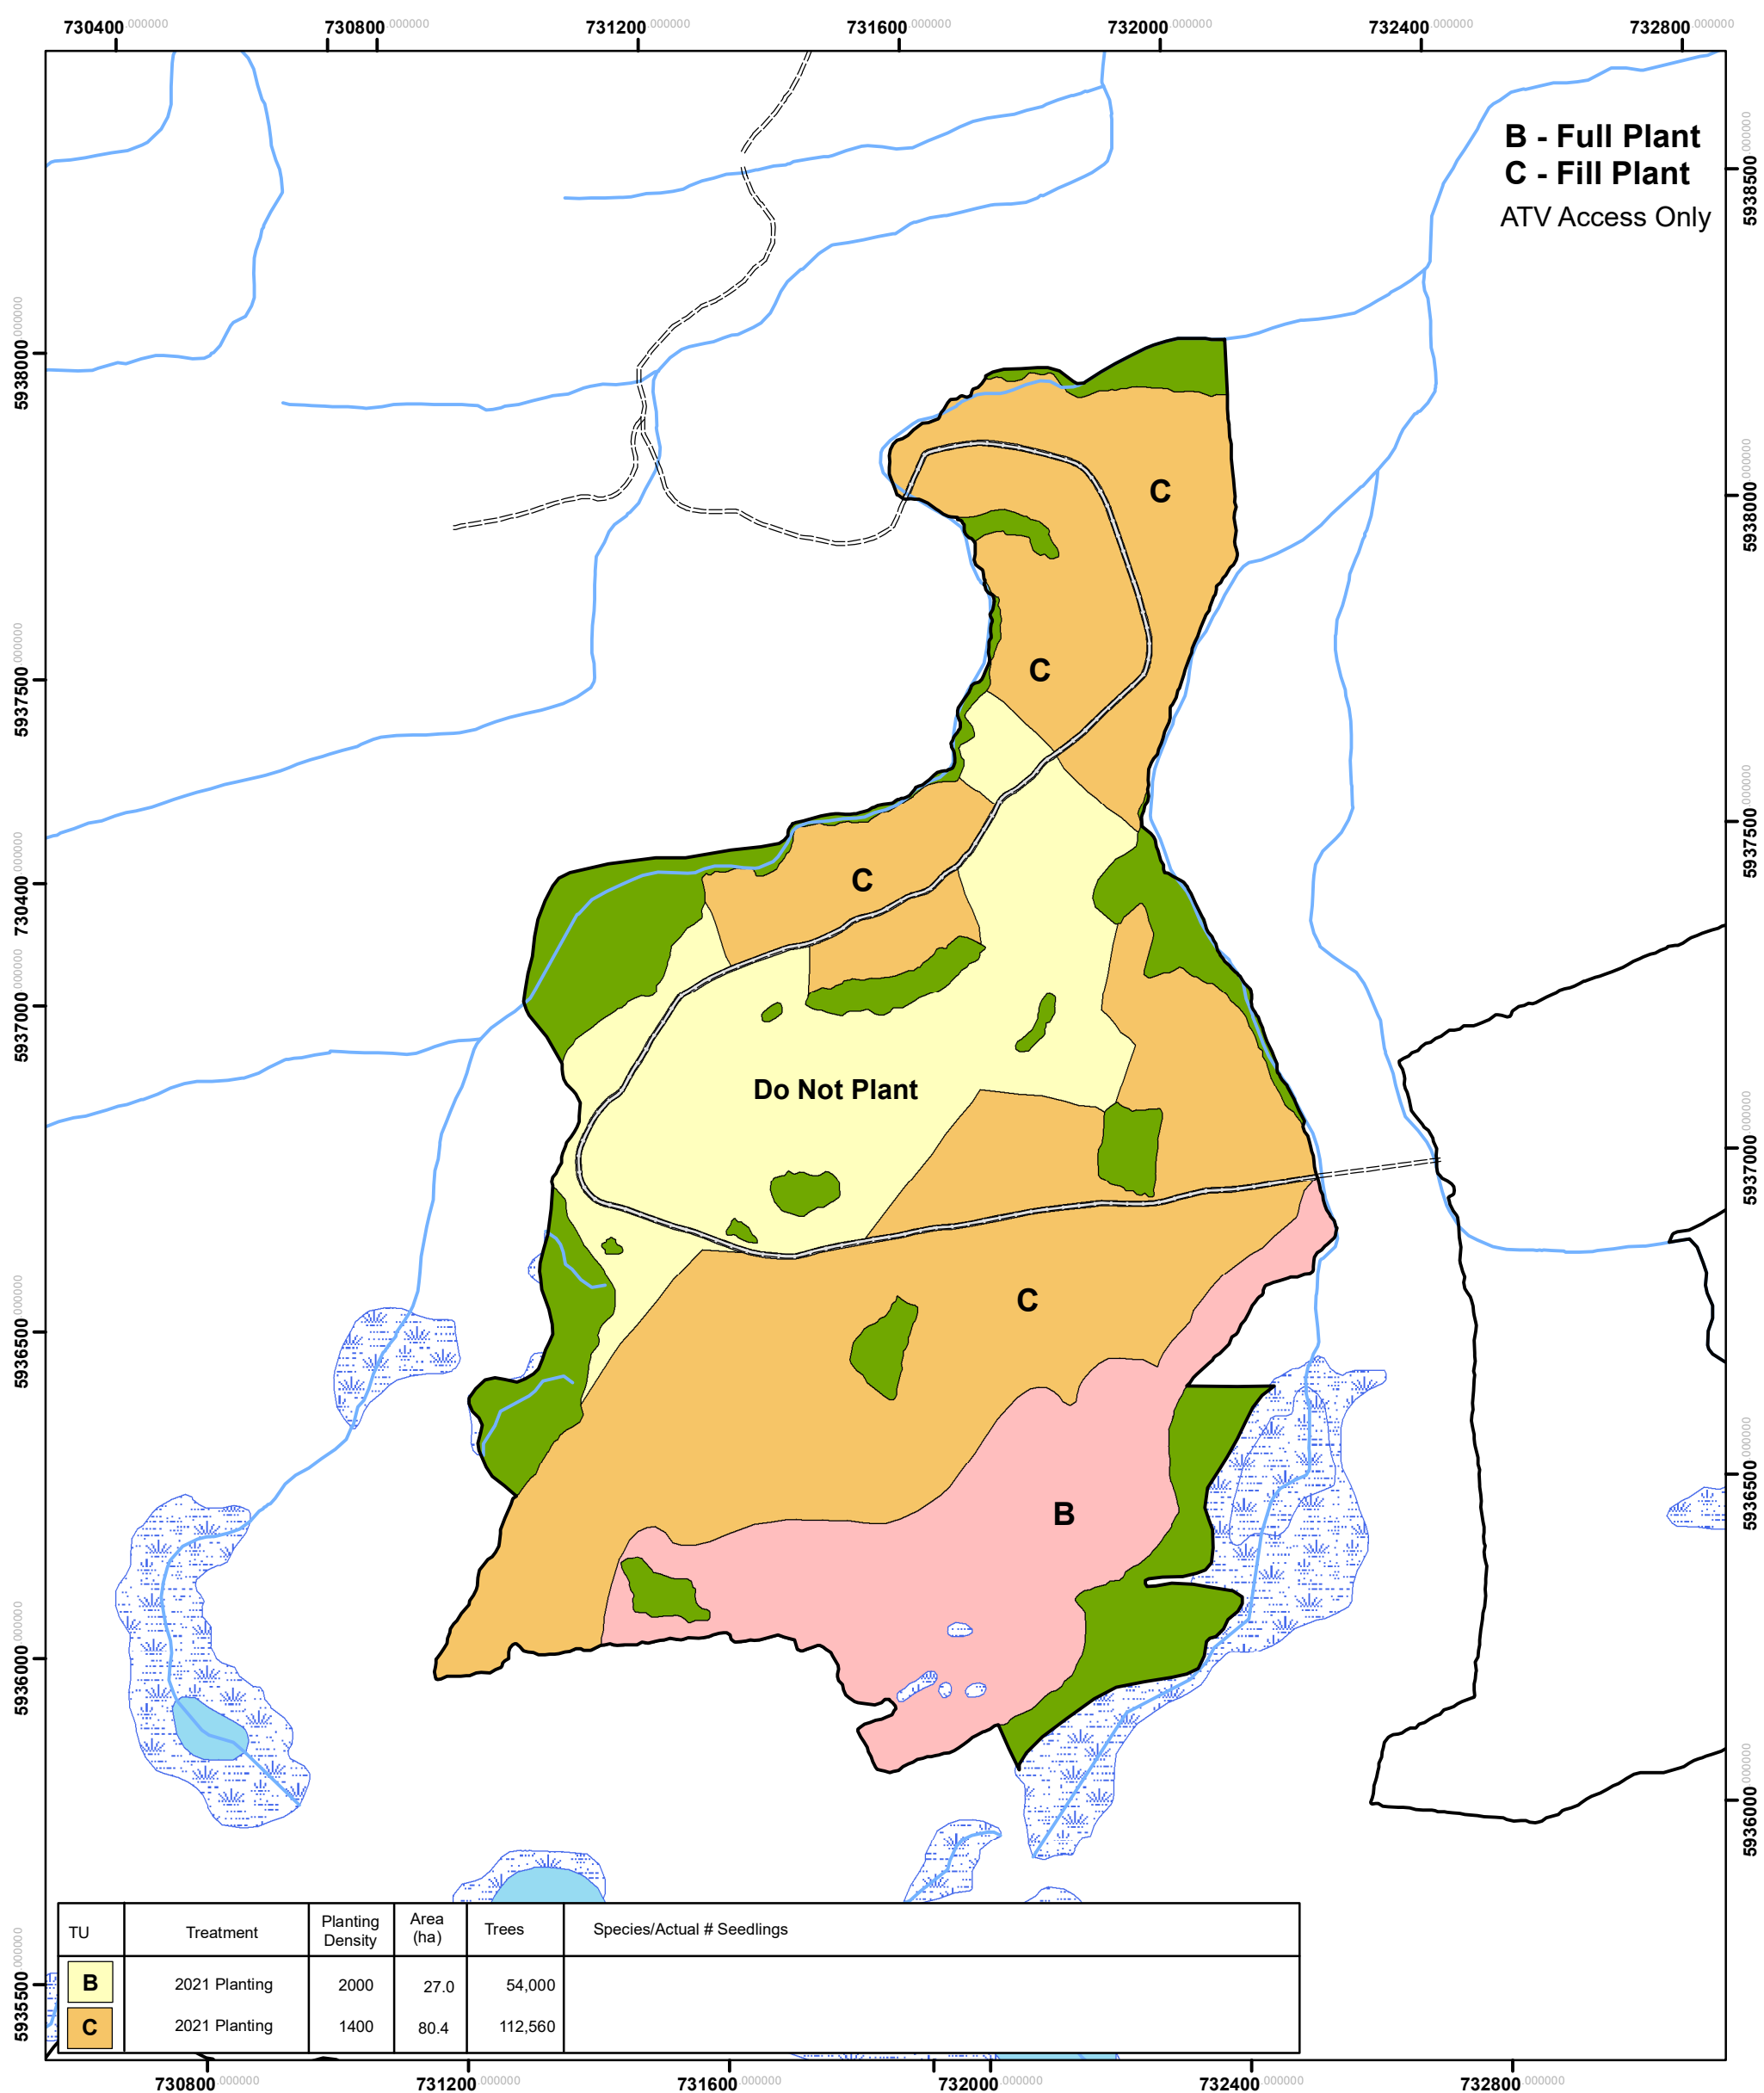 730400.000000 730800.000000 731200.000000 731600.000000 732000.000000 732400.000000 732800.000000
B - Full Plant
C - Fill Plant
ATV Access Only
5938500.000000
5938000.000000
5938000.000000
C
C
5937500.000000
5937500.000000
C
730400.000000
5937000.000000
Do Not Plant
5937000.000000
C
5936500.000000
5936500.000000
B
5936000.000000
5936000.000000
5935500.000000
TU Treatment Planting Density Area (ha) Trees Species/Actual # Seedlings
B 2021 Planting 2000 27.0 54,000
C 2021 Planting 1400 80.4 112,560
730800.000000 731200.000000 731600.000000 732000.000000 732400.000000 732800.000000